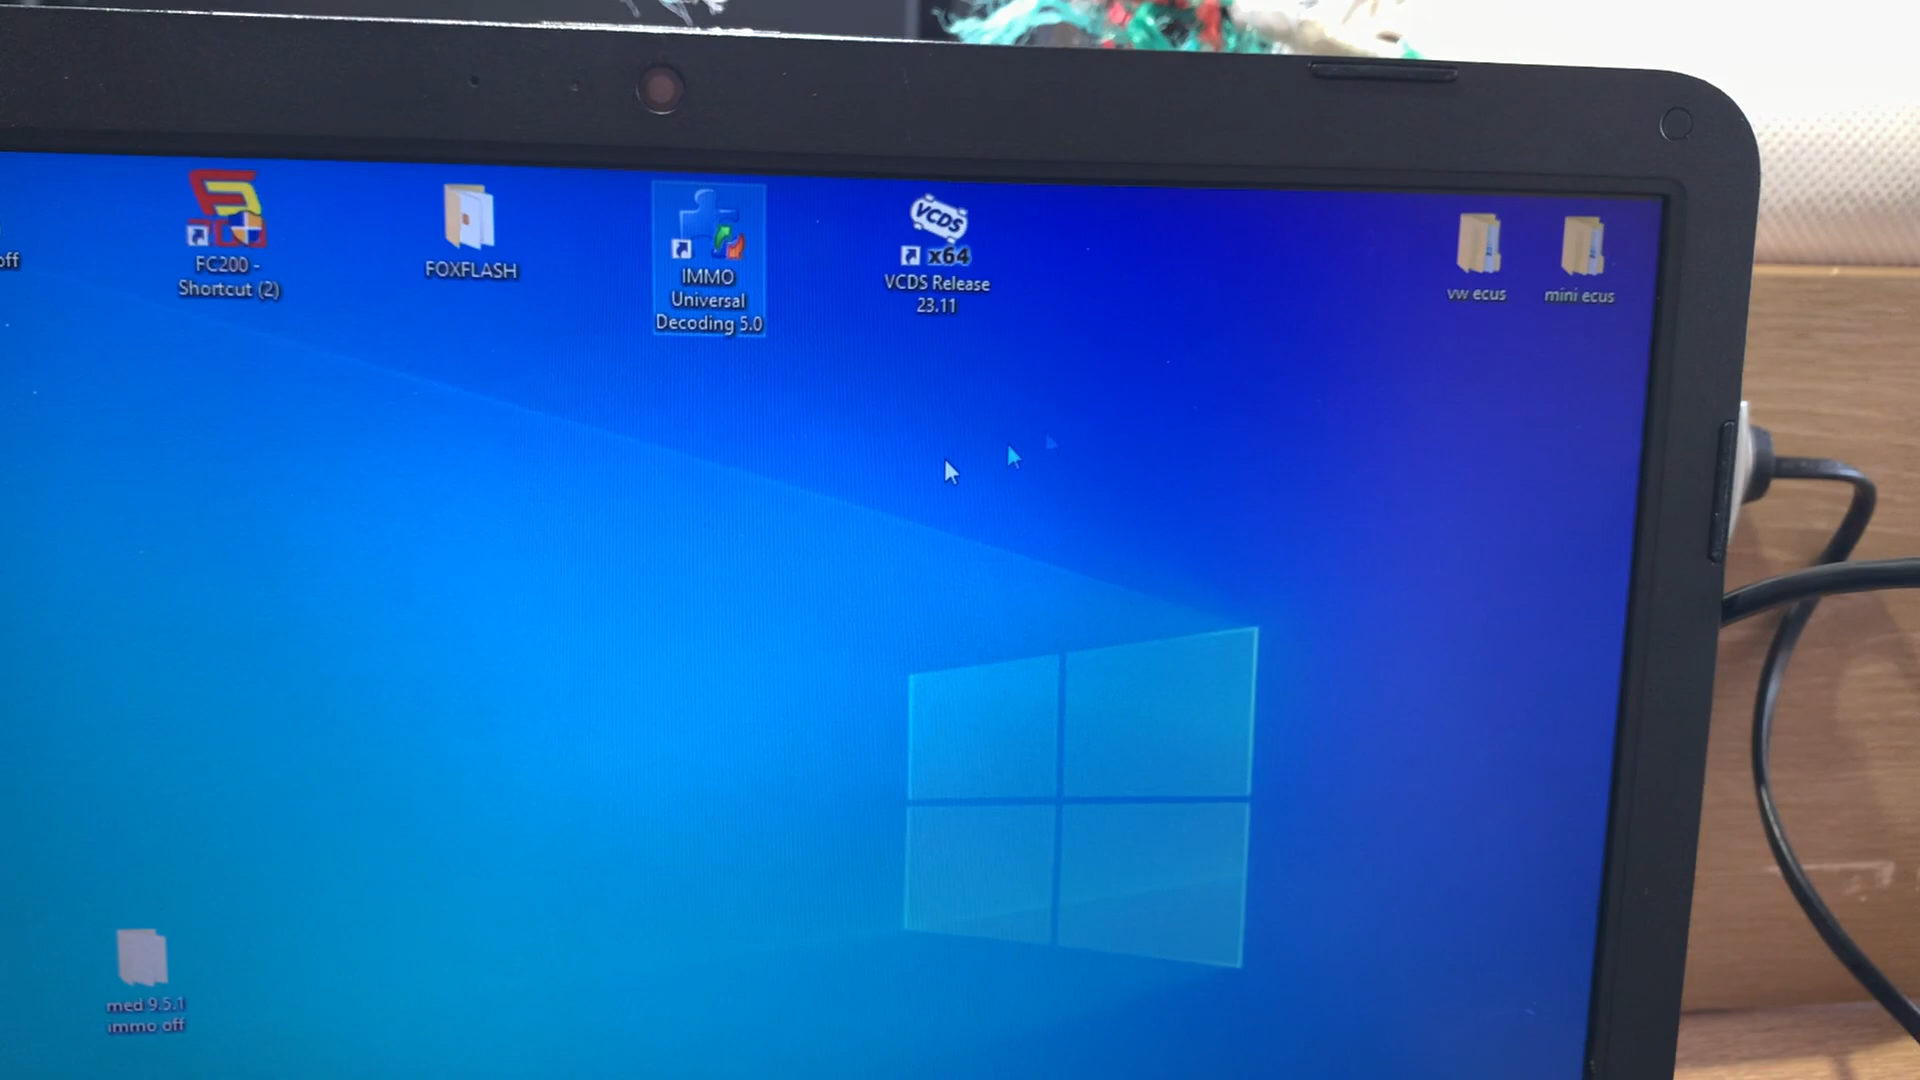 off
FC200 -
Shortcut (2)
FOXFLASH
IMMO
Universal
Decoding 5.0
VCDS
x64
VCDS Release
23.11
vw ecus
mini ecus
med 9.5.1
immo off